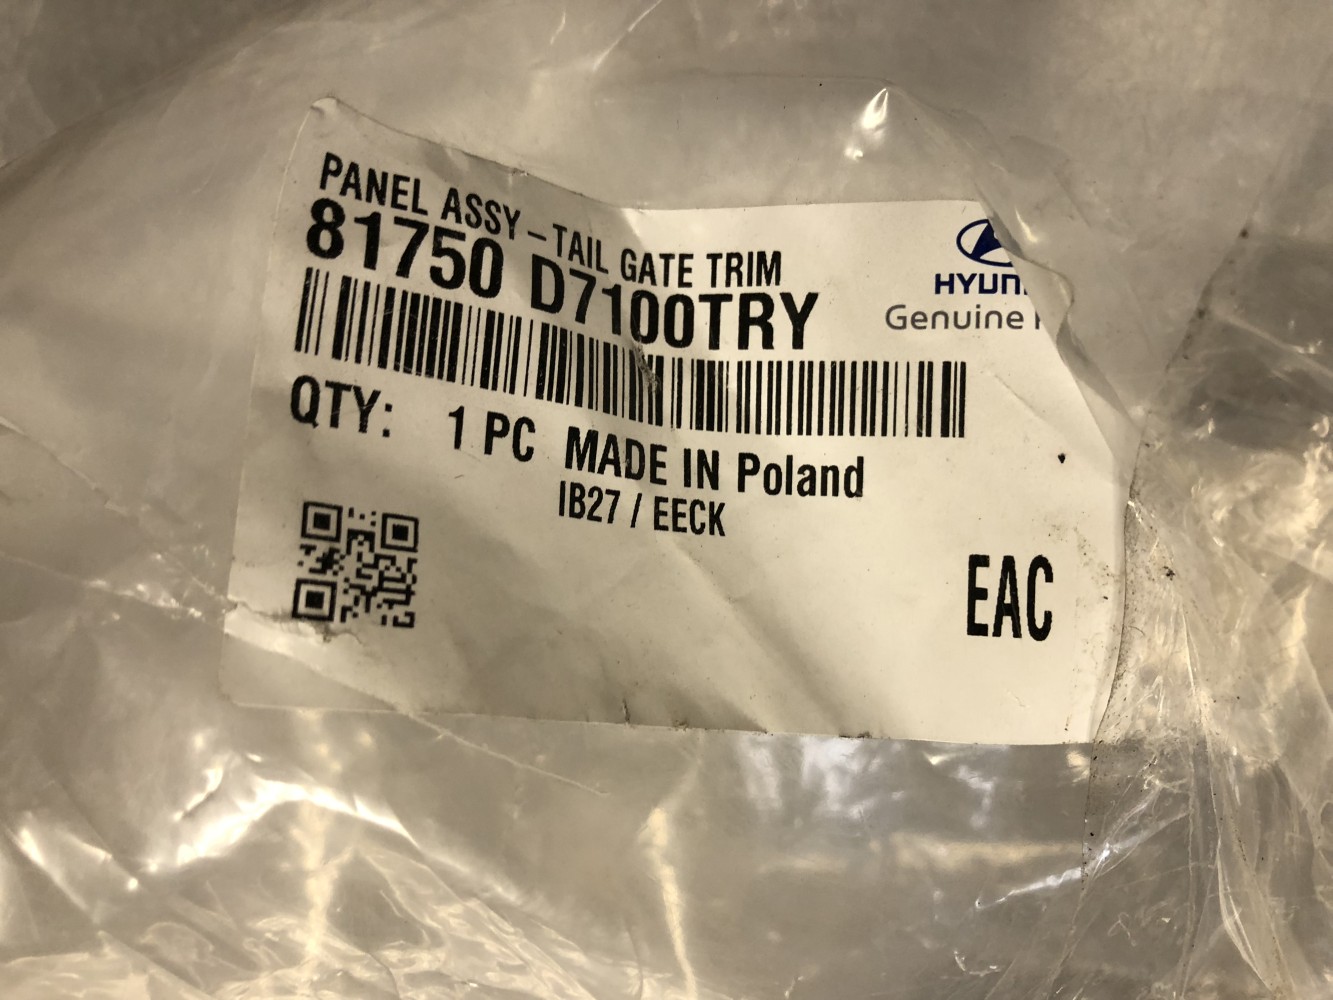 PANEL ASSY-TAIL GATE TRIM
81750 D7100TRY
Genuine
QTY: 1 PC MADE IN Poland
IB27 / EECK
EAC